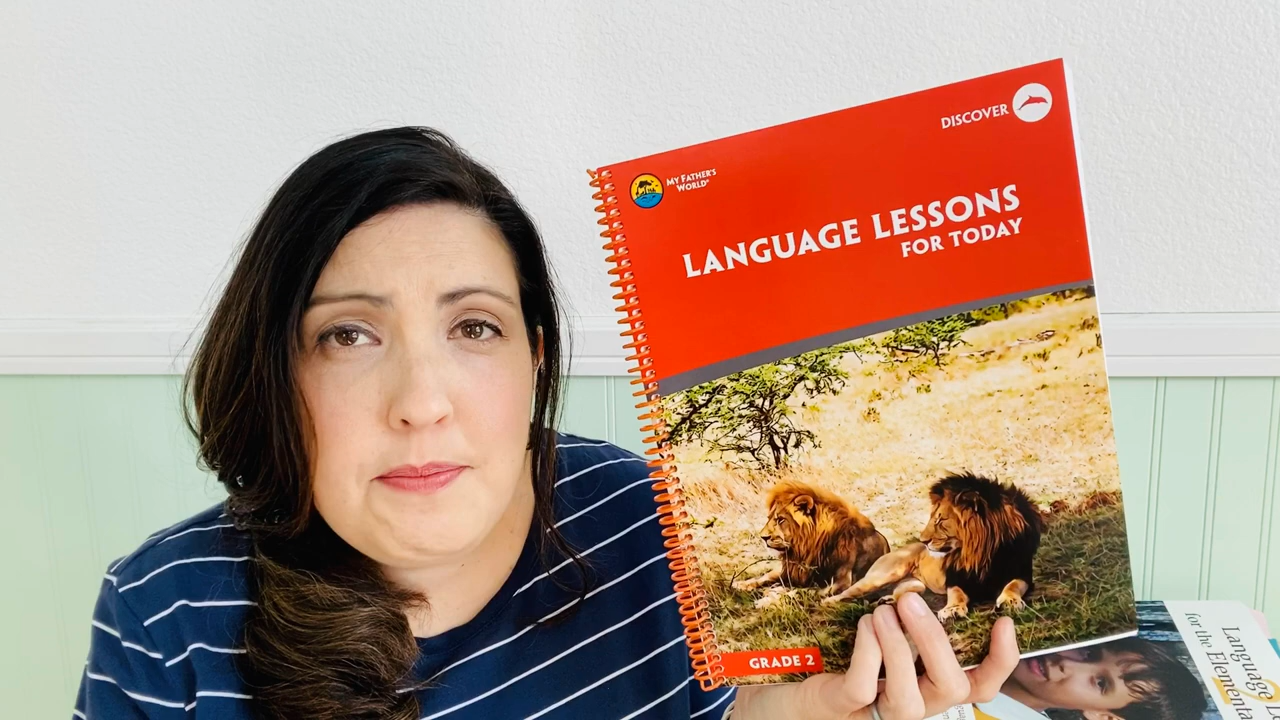 DISCOVER
MY FATHER'S
WORLD®
LANGUAGE LESSONS
FOR TODAY
GRADE 2
Language L
for the Elementa